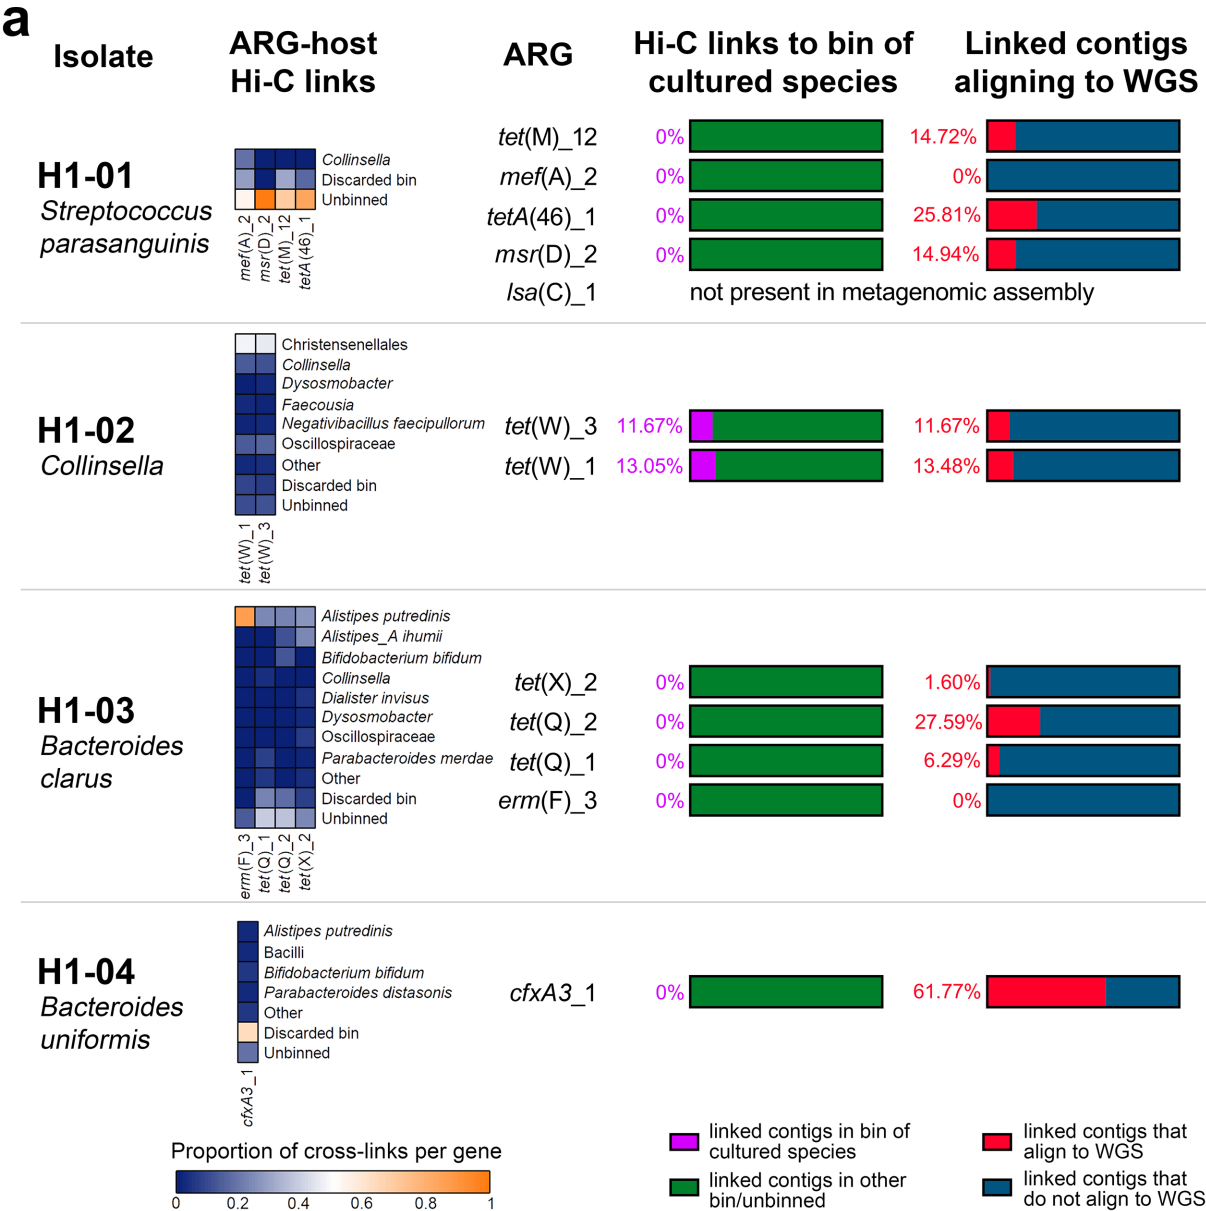 a
Isolate
ARG-host
Hi-C links
ARG
Hi-C links to bin of
cultured species
Linked contigs
aligning to WGS
H1-01
Streptococcus
parasanguinis
Collinsella
Discarded bin
Unbinned
mef(A)_2
msr(D)_2
tet(M)_12
tetA(46)_1
tet(M)_12
0%
14.72%
mef(A)_2
0%
0%
tetA(46)_1
0%
25.81%
msr(D)_2
0%
14.94%
lsa(C)_1
not present in metagenomic assembly
H1-02
Collinsella
Christensenellales
Collinsella
Dysosmobacter
Faecousia
Negativibacillus faecipullorum
Oscillospiraceae
Other
Discarded bin
Unbinned
tet(W)_1
tet(W)_3
tet(W)_3
11.67%
11.67%
tet(W)_1
13.05%
13.48%
H1-03
Bacteroides
clarus
Alistipes putredinis
Alistipes_A ihumii
Bifidobacterium bifidum
Collinsella
Dialister invisus
Dysosmobacter
Oscillospiraceae
Parabacteroides merdae
Other
Discarded bin
Unbinned
erm(F)_3
tet(Q)_1
tet(Q)_2
tet(X)_2
tet(X)_2
0%
1.60%
tet(Q)_2
0%
27.59%
tet(Q)_1
0%
6.29%
erm(F)_3
0%
0%
H1-04
Bacteroides
uniformis
Alistipes putredinis
Bacilli
Bifidobacterium bifidum
Parabacteroides distasonis
Other
Discarded bin
Unbinned
cfxA3_1
cfxA3_1
0%
61.77%
Proportion of cross-links per gene
0 0.2 0.4 0.6 0.8 1
linked contigs in bin of
cultured species
linked contigs in other
bin/unbinned
linked contigs that
align to WGS
linked contigs that
do not align to WGS